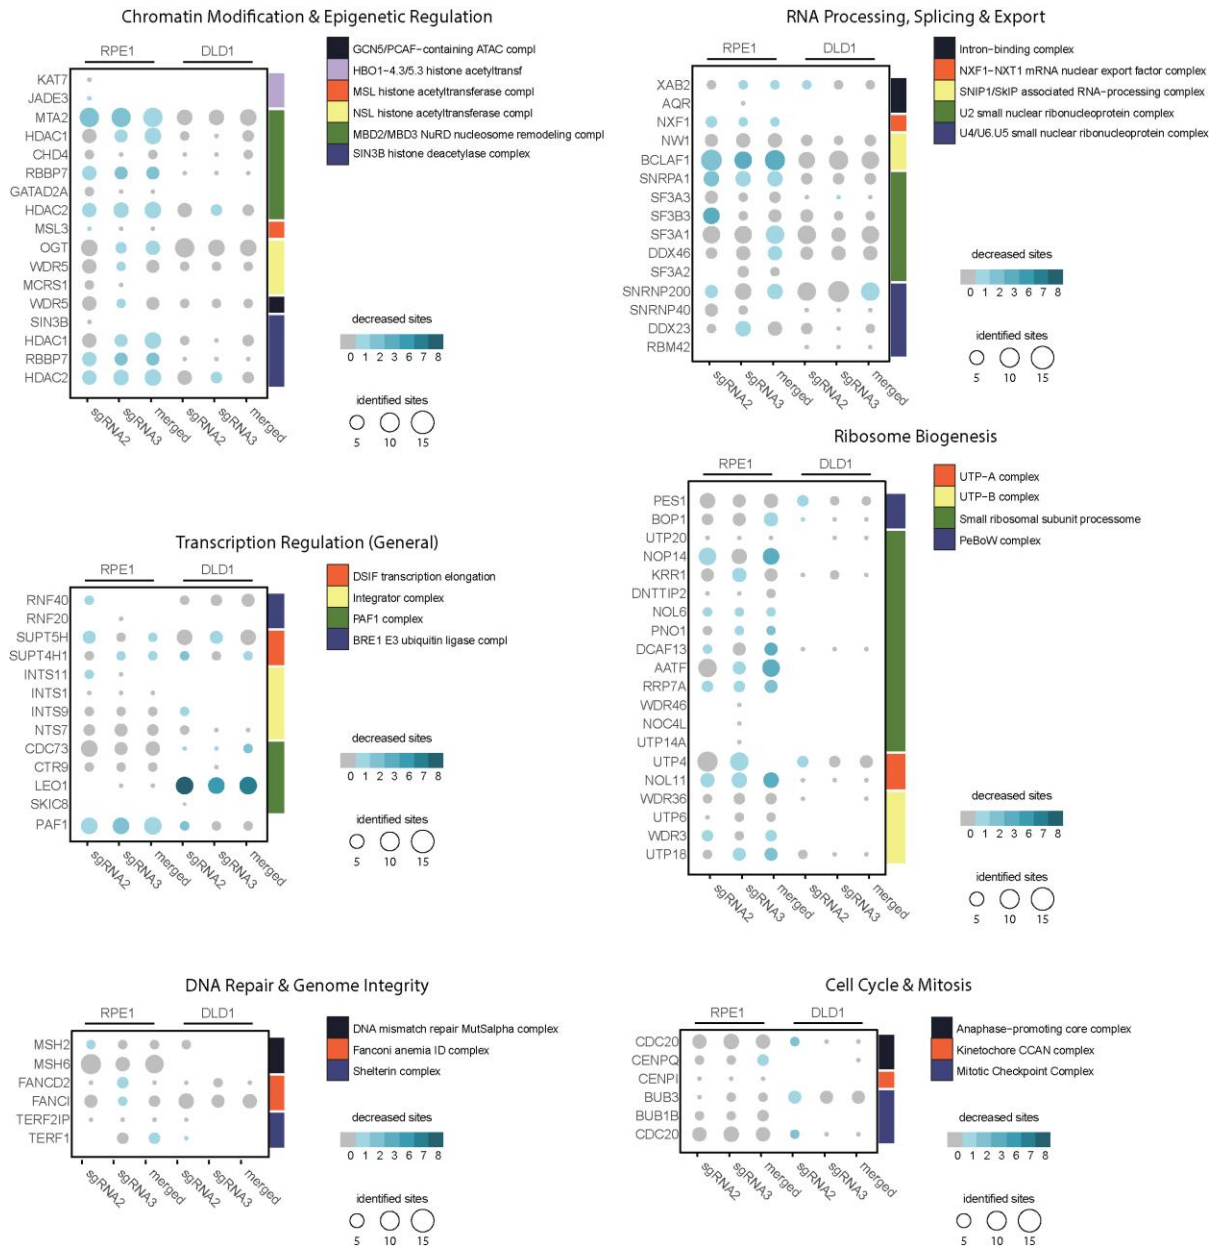 Chromatin Modification & Epigenetic Regulation
RPE1 DLD1
KAT7
JADE3
MTA2
HDAC1
CHD4
RBBP7
GATAD2A
HDAC2
MSL3
OGT
WDR5
MCRS1
WDR5
SIN3B
HDAC1
RBBP7
HDAC2
sgRNA2 sgRNA3 merged sgRNA2 sgRNA3 merged
GCN5/PCAF-containing ATAC compl
HBO1-4.3/5.3 histone acetyltransf
MSL histone acetyltransferase compl
NSL histone acetyltransferase compl
MBD2/MBD3 NuRD nucleosome remodeling compl
SIN3B histone deacetylase complex
decreased sites
0 1 2 3 6 7 8
identified sites
5 10 15
RNA Processing, Splicing & Export
RPE1 DLD1
XAB2
AQR
NXF1
NW1
BCLAF1
SNRPA1
SF3A3
SF3B3
SF3A1
DDX46
SF3A2
SNRNP200
SNRNP40
DDX23
RBM42
sgRNA2 sgRNA3 merged sgRNA2 sgRNA3 merged
Intron-binding complex
NXF1-NXT1 mRNA nuclear export factor complex
SNIP1/SkIP associated RNA-processing complex
U2 small nuclear ribonucleoprotein complex
U4/U6.U5 small nuclear ribonucleoprotein complex
decreased sites
0 1 2 3 6 7 8
identified sites
5 10 15
Transcription Regulation (General)
RPE1 DLD1
RNF40
RNF20
SUPT5H
SUPT4H1
INTS11
INTS1
INTS9
NTS7
CDC73
CTR9
LEO1
SKIC8
PAF1
sgRNA2 sgRNA3 merged sgRNA2 sgRNA3 merged
DSIF transcription elongation
Integrator complex
PAF1 complex
BRE1 E3 ubiquitin ligase compl
decreased sites
0 1 2 3 6 7 8
identified sites
5 10 15
Ribosome Biogenesis
RPE1 DLD1
PES1
BOP1
UTP20
NOP14
KRR1
DNTTIP2
NOL6
PNO1
DCAF13
AATF
RRP7A
WDR46
NOC4L
UTP14A
UTP4
NOL11
WDR36
UTP6
WDR3
UTP18
sgRNA2 sgRNA3 merged sgRNA2 sgRNA3 merged
UTP-A complex
UTP-B complex
Small ribosomal subunit processome
PeBoW complex
decreased sites
0 1 2 3 6 7 8
identified sites
5 10 15
DNA Repair & Genome Integrity
RPE1 DLD1
MSH2
MSH6
FANCD2
FANCI
TERF2IP
TERF1
sgRNA2 sgRNA3 merged sgRNA2 sgRNA3 merged
DNA mismatch repair MutSalpha complex
Fanconi anemia ID complex
Shelterin complex
decreased sites
0 1 2 3 6 7 8
identified sites
5 10 15
Cell Cycle & Mitosis
RPE1 DLD1
CDC20
CENPQ
CENPI
BUB3
BUB1B
CDC20
sgRNA2 sgRNA3 merged sgRNA2 sgRNA3 merged
Anaphase-promoting core complex
Kinetochore CCAN complex
Mitotic Checkpoint Complex
decreased sites
0 1 2 3 6 7 8
identified sites
5 10 15